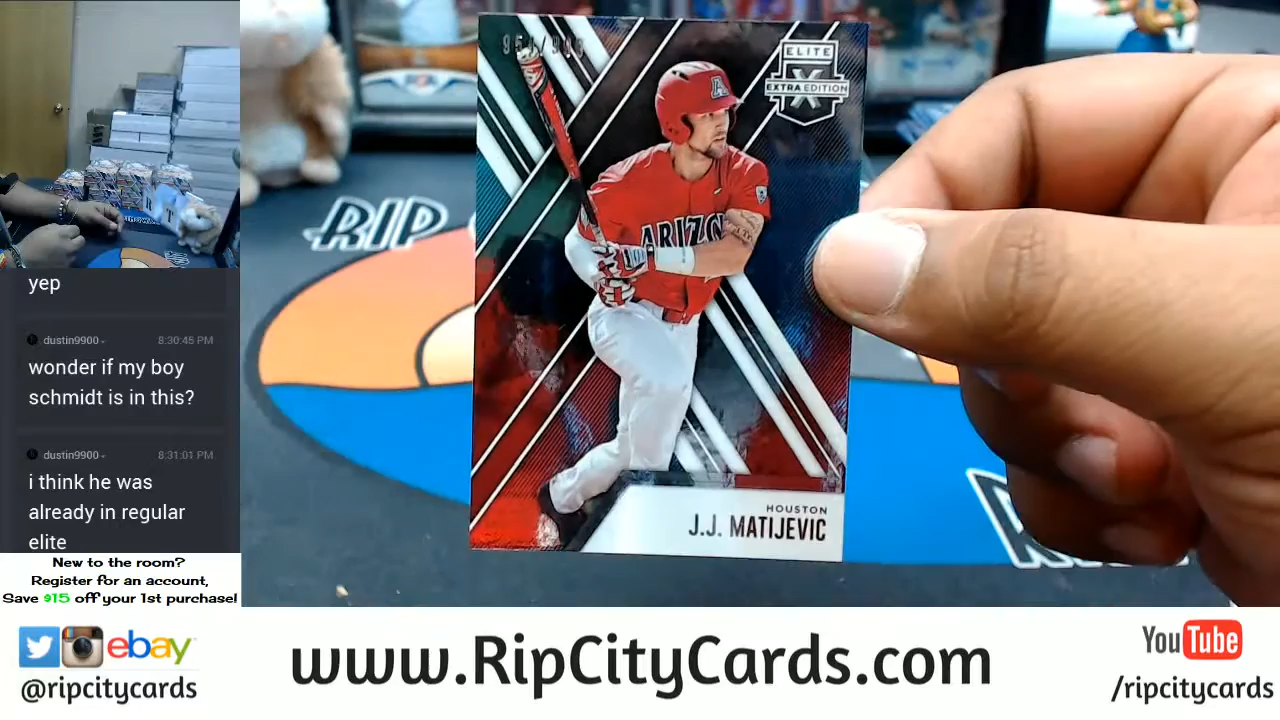 yep
dustin9900
8:30:45 PM
wonder if my boy
schmidt is in this?
dustin9900
8:31:01 PM
i think he was
already in regular
elite
New to the room?
Register for an account,
Save $15 off your 1st purchase!
ELITE
X
EXTRA EDITION
A
ARIZO
HOUSTON
J.J. MATIJEVIC
RIP
R T
ebay
@ripcitycards
www.RipCityCards.com
YouTube
/ripcitycards